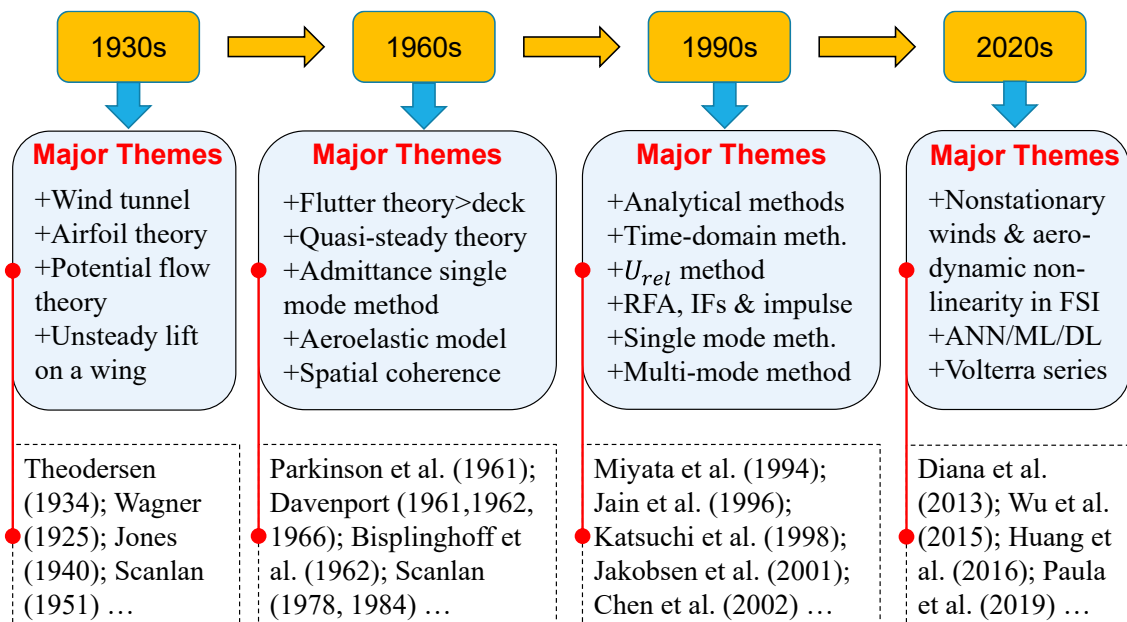 1930s
1960s
1990s
2020s
Major Themes
+Wind tunnel
+Airfoil theory
+Potential flow
theory
+Unsteady lift
on a wing
Major Themes
+Flutter theory>deck
+Quasi-steady theory
+Admittance single
mode method
+Aeroelastic model
+Spatial coherence
Major Themes
+Analytical methods
+Time-domain meth.
+U_rel method
+RFA, IFs & impulse
+Single mode meth.
+Multi-mode method
Major Themes
+Nonstationary
winds & aero-
dynamic non-
linearity in FSI
+ANN/ML/DL
+Volterra series
Theodersen
(1934); Wagner
(1925); Jones
(1940); Scanlan
(1951) …
Parkinson et al. (1961);
Davenport (1961,1962,
1966); Bisplinghoff et
al. (1962); Scanlan
(1978, 1984) …
Miyata et al. (1994);
Jain et al. (1996);
Katsuchi et al. (1998);
Jakobsen et al. (2001);
Chen et al. (2002) …
Diana et al.
(2013); Wu et al.
(2015); Huang et
al. (2016); Paula
et al. (2019) …